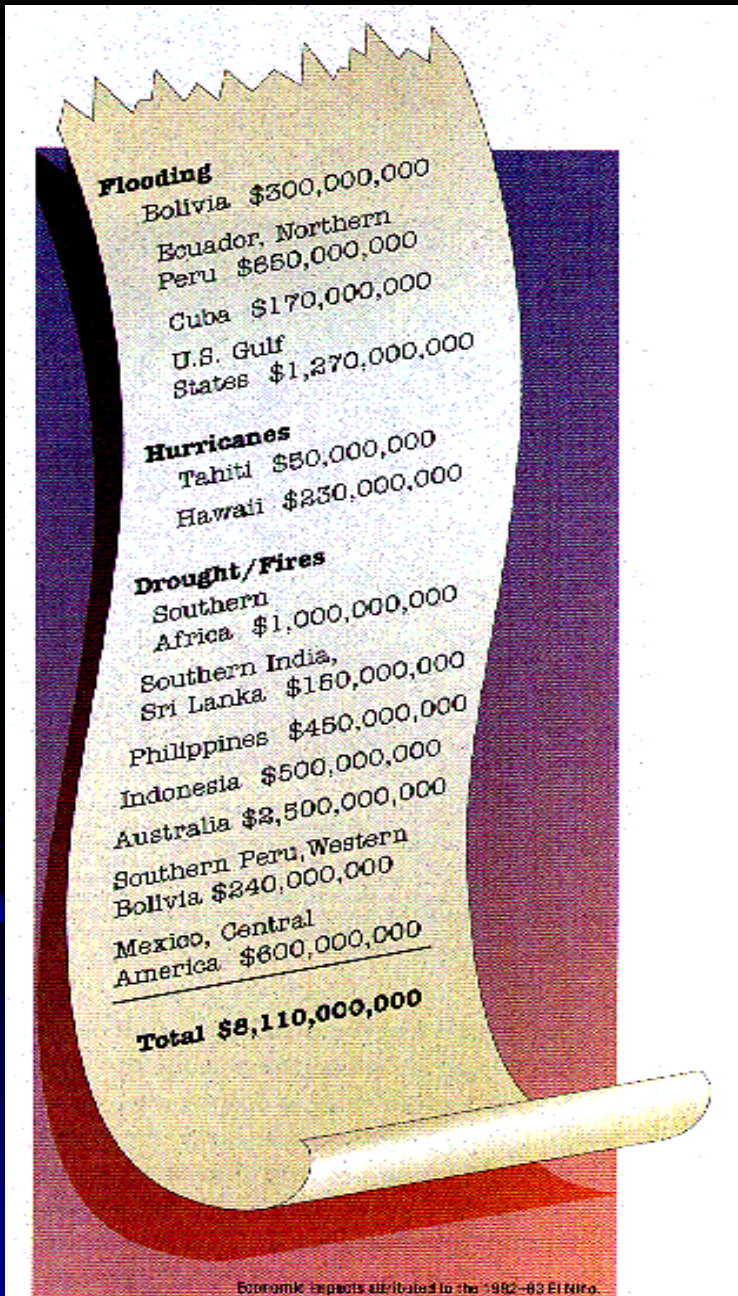 Flooding
Bolivia $300,000,000
Ecuador, Northern
Peru $650,000,000
Cuba $170,000,000
U.S. Gulf
States $1,270,000,000
Hurricanes
Tahiti $50,000,000
Hawaii $230,000,000
Drought/Fires
Southern
Africa $1,000,000,000
Southern India,
Sri Lanka $150,000,000
Philippines $450,000,000
Indonesia $500,000,000
Australia $2,500,000,000
Southern Peru, Western
Bolivia $240,000,000
Mexico, Central
America $600,000,000
Total $8,110,000,000
Economic impacts attributed to the 1982-83 El Niño.